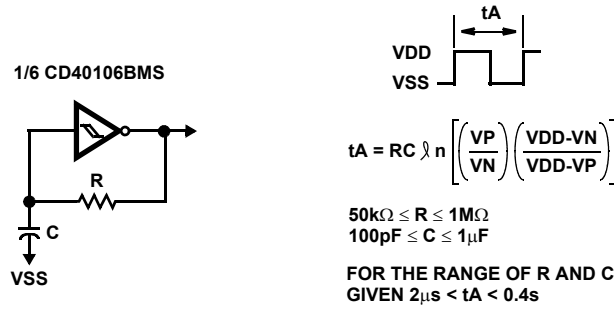 1/6 CD40106BMS
R
C
VSS
tA
VDD
VSS
tA = RC ℓn [(VP/VN) (VDD-VN/VDD-VP)]
50kΩ ≤ R ≤ 1MΩ
100pF ≤ C ≤ 1μF
FOR THE RANGE OF R AND C
GIVEN 2μs < tA < 0.4s